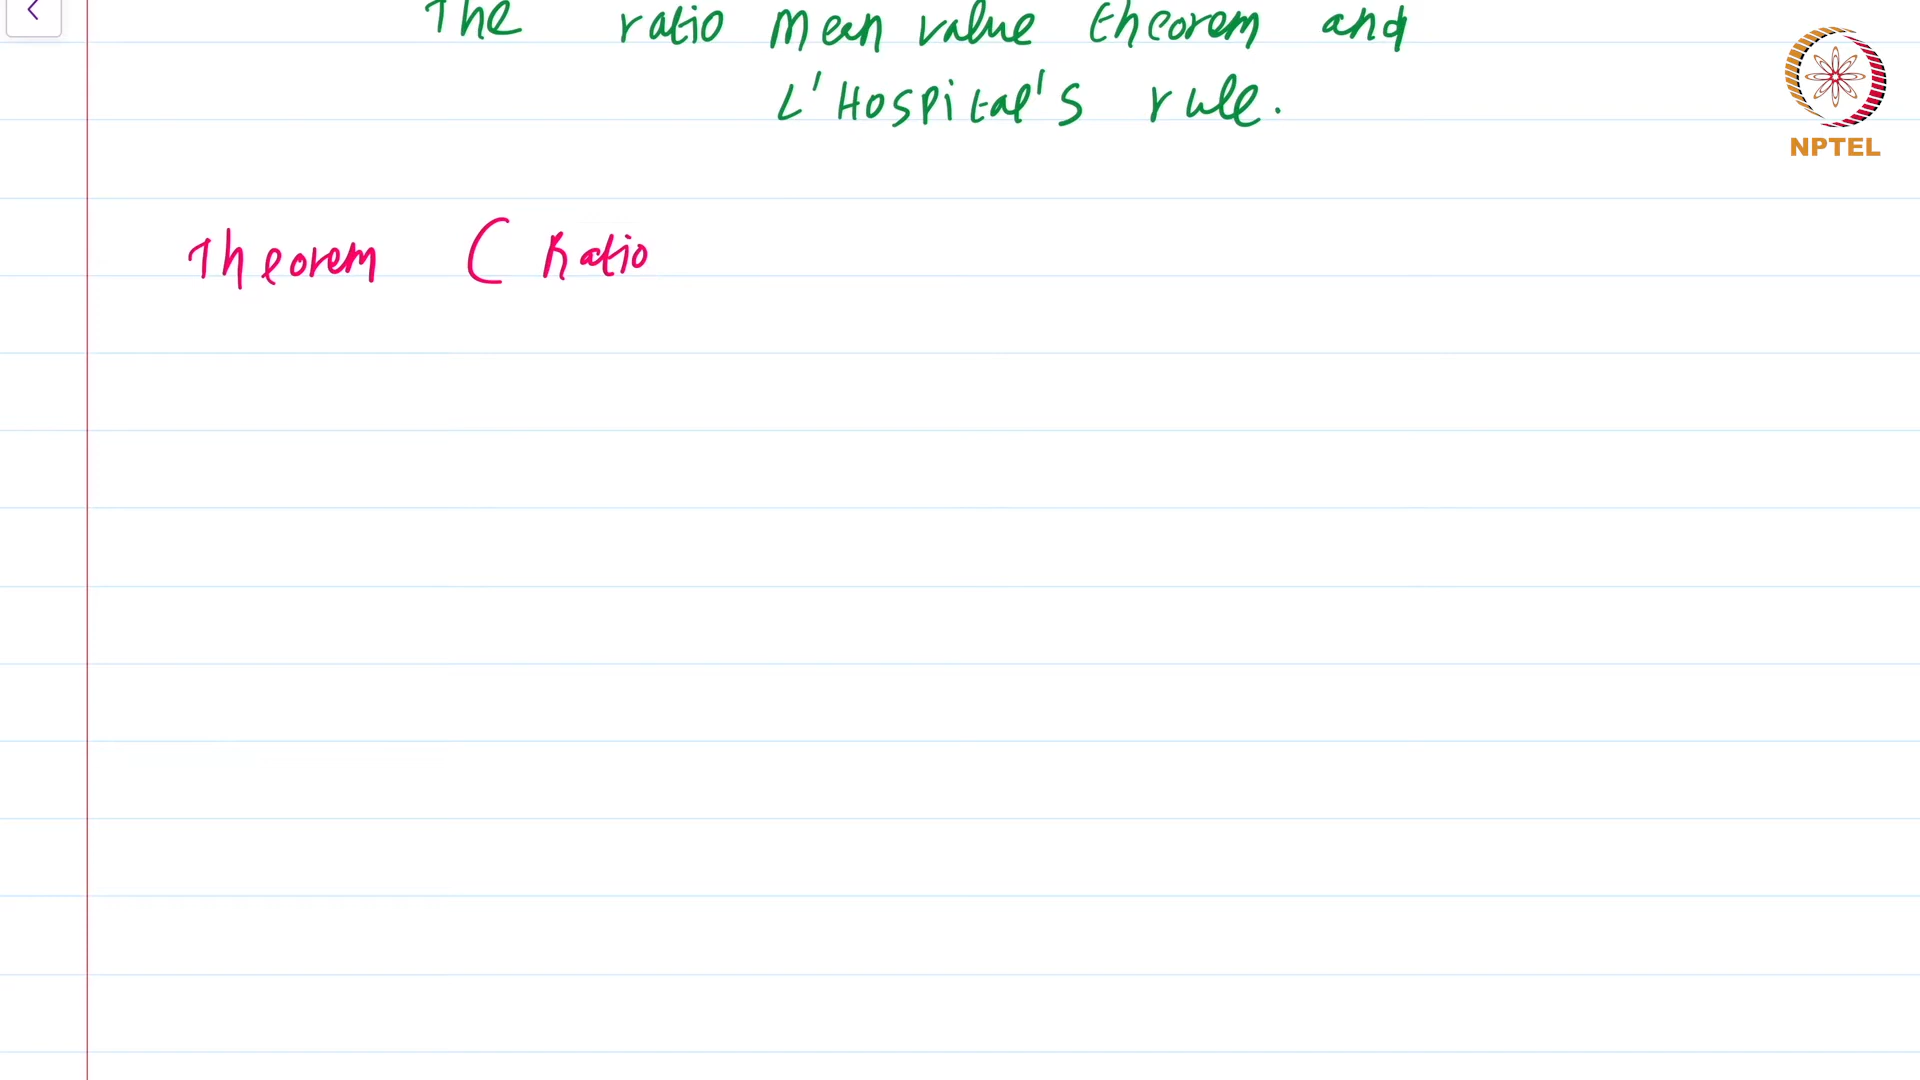 The ratio Mean value theorem and
L'Hospital's rule.
NPTEL
Theorem ( Ratio